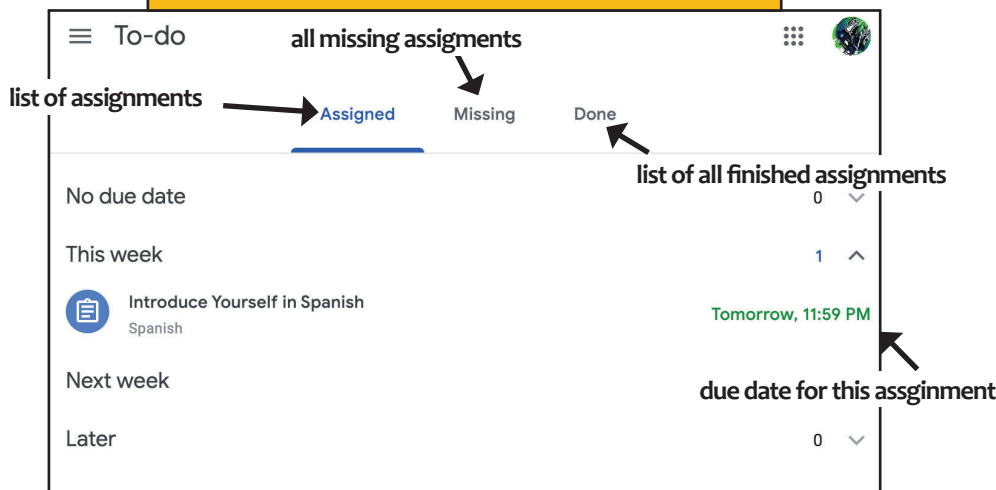 To-do
all missing assigments
list of assignments
Assigned Missing Done
list of all finished assignments
No due date 0
This week 1
Introduce Yourself in Spanish
Spanish
Tomorrow, 11:59 PM
Next week
due date for this assginment
Later 0